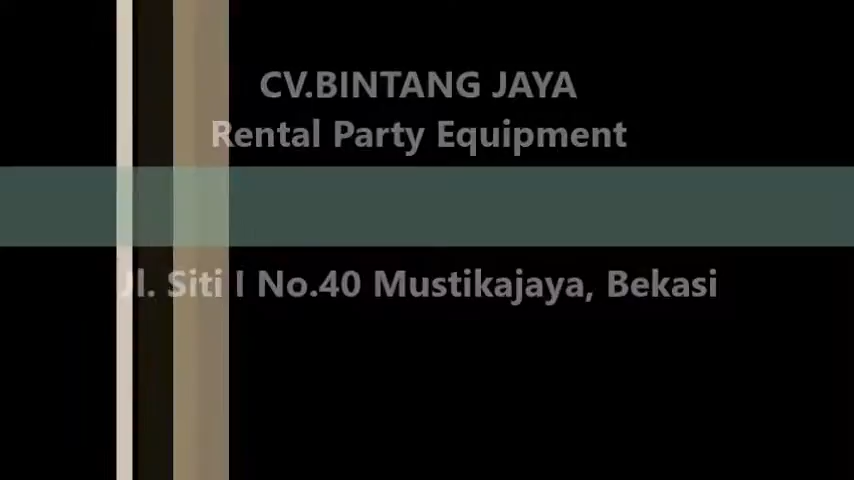 CV.BINTANG JAYA
Rental Party Equipment
Jl. Siti I No.40 Mustikajaya, Bekasi